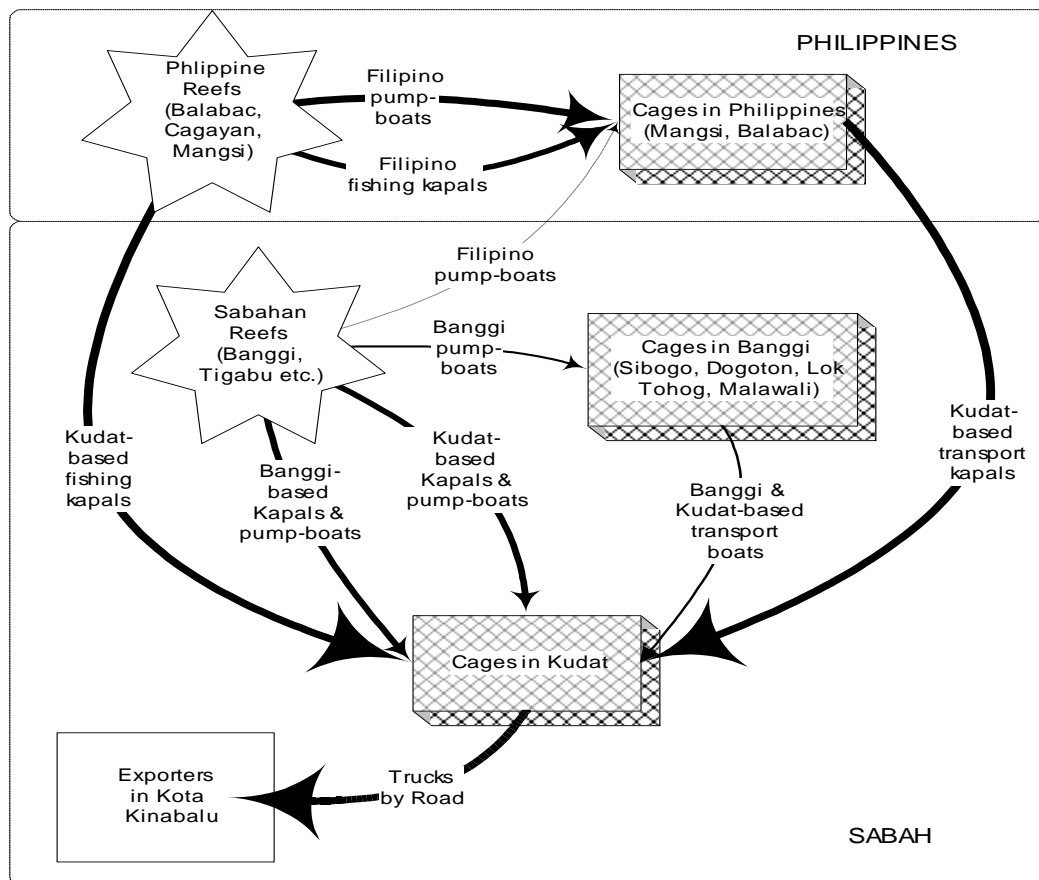 PHILIPPINES
Phlippine
Reefs
(Balabac,
Cagayan,
Mangsi)
Filipino
pump-
boats
Filipino
fishing kapals
Cages in Philippines
(Mangsi, Balabac)
Filipino
pump-boats
Sabahan
Reefs
(Banggi,
Tigabu etc.)
Banggi
pump-
boats
Cages in Banggi
(Sibogo, Dogoton, Lok
Tohog, Malawali)
Kudat-
based
fishing
kapals
Banggi-
based
Kapals &
pump-boats
Kudat-
based
Kapals &
pump-boats
Banggi &
Kudat-based
transport
boats
Kudat-
based
transport
kapals
Cages in Kudat
Exporters
in Kota
Kinabalu
Trucks
by Road
SABAH